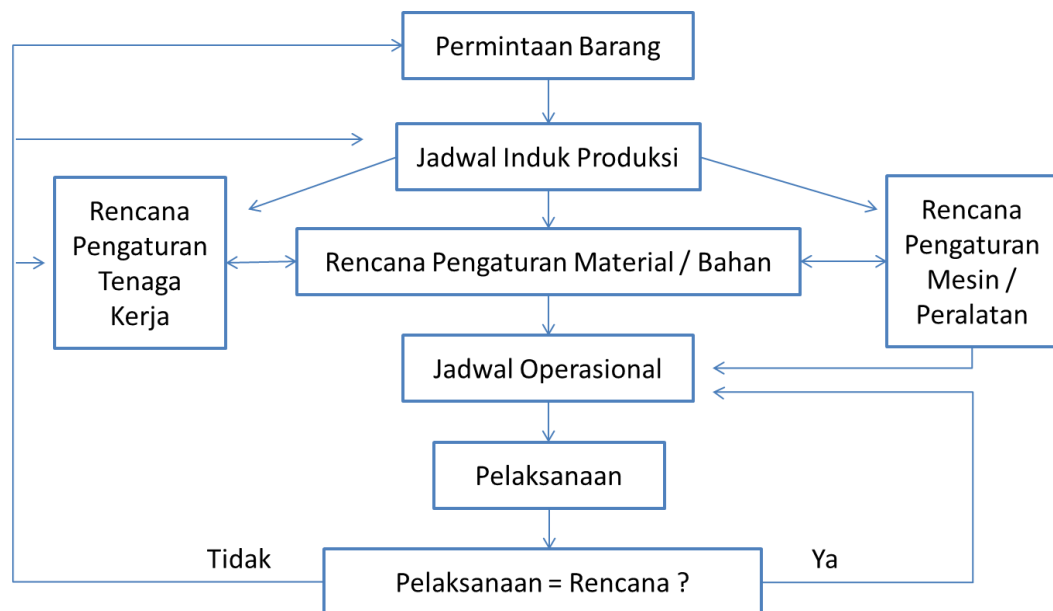 Permintaan Barang
Jadwal Induk Produksi
Rencana
Pengaturan
Tenaga
Kerja
Rencana Pengaturan Material / Bahan
Rencana
Pengaturan
Mesin /
Peralatan
Jadwal Operasional
Pelaksanaan
Tidak
Ya
Pelaksanaan = Rencana ?